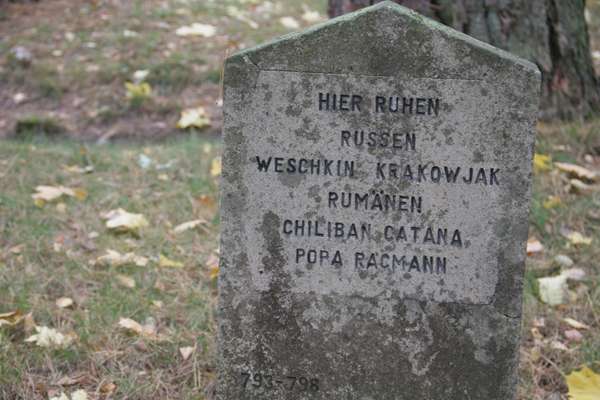 HIER RUHEN
RUSSEN
WESCHKIN KRAKOWJAK
RUMÄNEN
CHILIBAN CATANA
POPA RACMANN
793-798